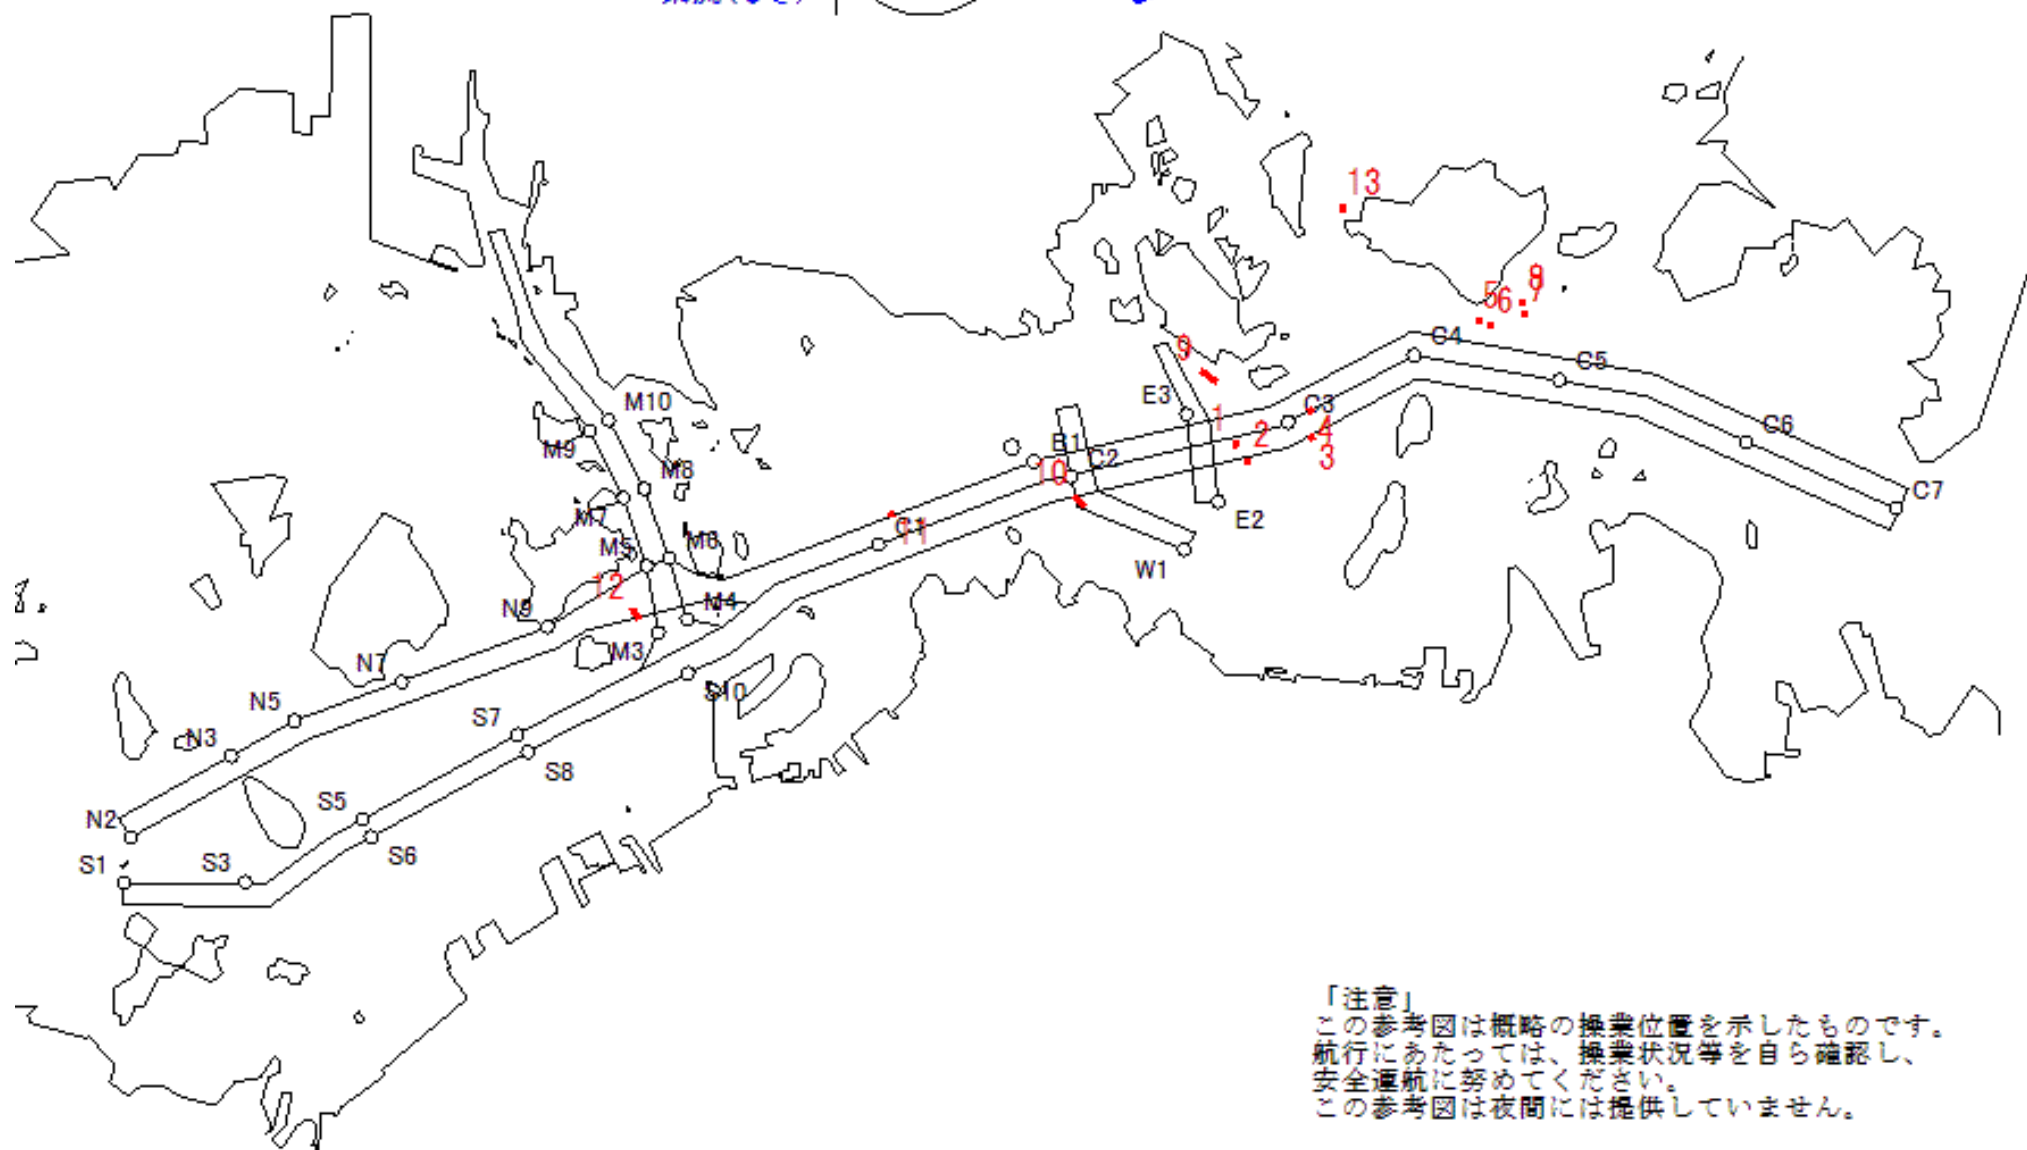 13
8
5
6
7
C4
C5
9
M10
E3
1
C3
C6
M9
B1
2
4
M8
10
C2
3
C7
M7
C1
11
E2
M5
M6
W1
12
N9
M4
M3
N7
S10
N5
S7
N3
S8
S5
N2
S6
S1
S3
「注意」
この参考図は概略の操業位置を示したものです。
航行にあたっては、操業状況等を自ら確認し、
安全運航に努めてください。
この参考図は夜間には提供していません。